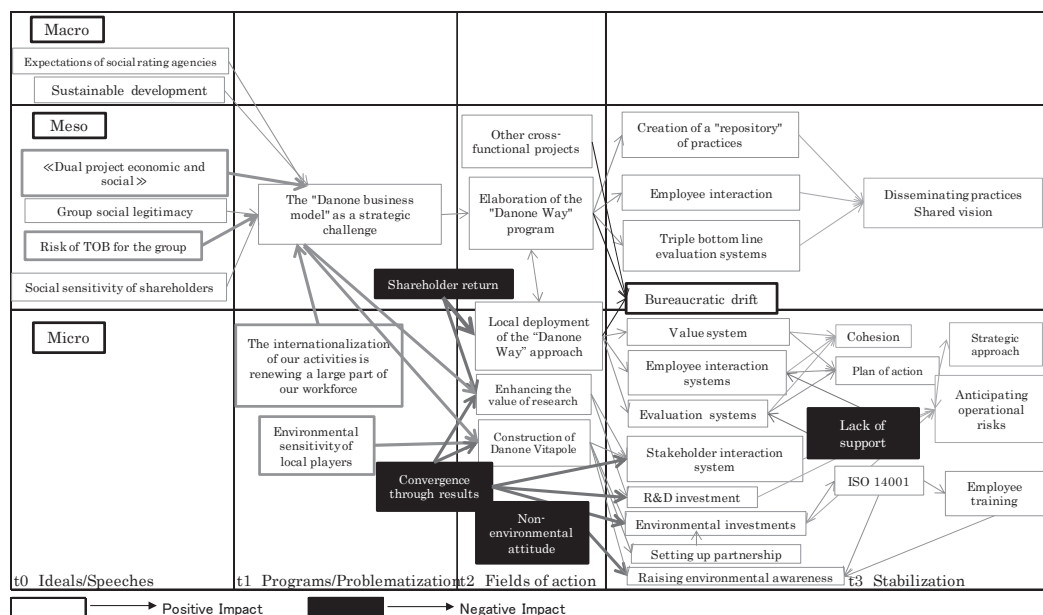 Macro
Expectations of social rating agencies
Sustainable development
Meso
≪Dual project economic and
social≫
Group social legitimacy
Risk of TOB for the group
Social sensitivity of shareholders
The "Danone business
model" as a strategic
challenge
Other cross-
functional projects
Elaboration of the
"Danone Way"
program
Creation of a "repository"
of practices
Employee interaction
Triple bottom line
evaluation systems
Disseminating practices
Shared vision
Shareholder return
Bureaucratic drift
Micro
The internationalization
of our activities is
renewing a large part of
our workforce
Environmental
sensitivity of
local players
Local deployment
of the "Danone
Way" approach
Enhancing the
value of research
Construction of
Danone Vitapole
Convergence
through results
Non-
environmental
attitude
Value system
Employee interaction
systems
Evaluation systems
Stakeholder interaction
system
R&D investment
Environmental investments
Setting up partnership
Raising environmental awareness
Cohesion
Plan of action
Lack of
support
ISO 14001
Strategic
approach
Anticipating
operational
risks
Employee
training
t0 Ideals/Speeches
t1 Programs/Problematization
t2 Fields of action
t3 Stabilization
Positive Impact
Negative Impact